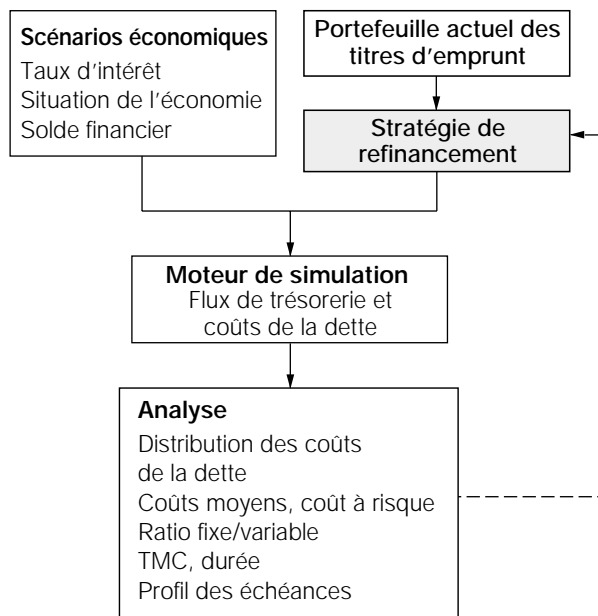 Scénarios économiques
Taux d’intérêt
Situation de l’économie
Solde financier
Portefeuille actuel des
titres d’emprunt
Stratégie de
refinancement
Moteur de simulation
Flux de trésorerie et
coûts de la dette
Analyse
Distribution des coûts
de la dette
Coûts moyens, coût à risque
Ratio fixe/variable
TMC, durée
Profil des échéances